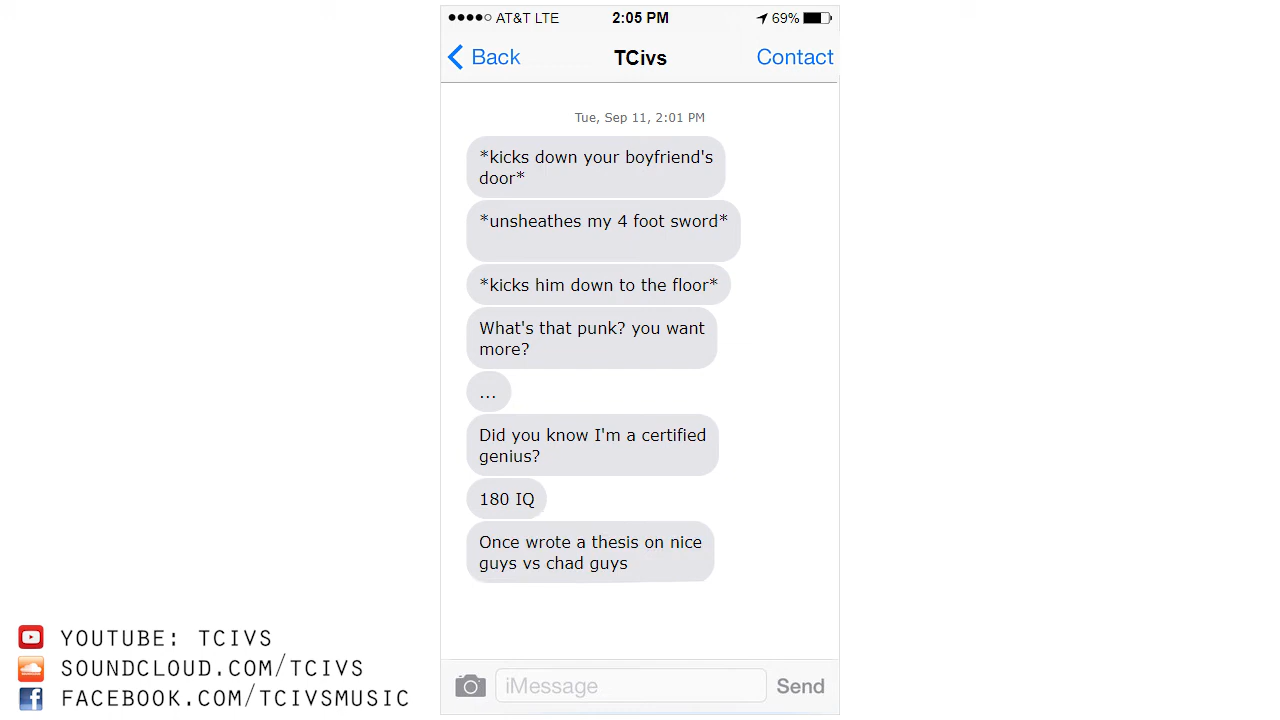 AT&T LTE 2:05 PM 69%
Back TCivs Contact
Tue, Sep 11, 2:01 PM
*kicks down your boyfriend's
door*
*unsheathes my 4 foot sword*
*kicks him down to the floor*
What's that punk? you want
more?
...
Did you know I'm a certified
genius?
180 IQ
Once wrote a thesis on nice
guys vs chad guys
iMessage Send
YOUTUBE: TCIVS
SOUNDCLOUD.COM/TCIVS
FACEBOOK.COM/TCIVSMUSIC